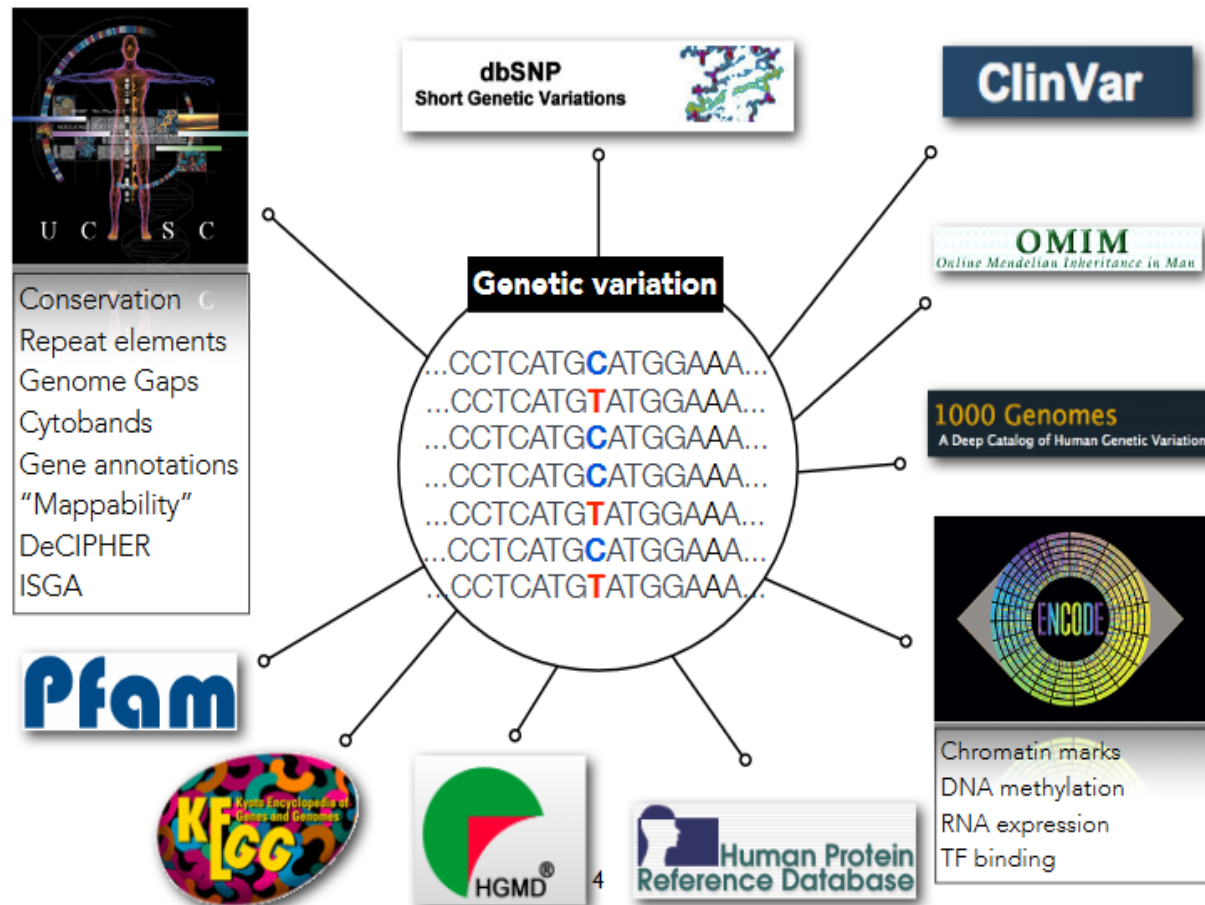 U C S C
Conservation
Repeat elements
Genome Gaps
Cytobands
Gene annotations
“Mappability”
DeCIPHER
ISGA
dbSNP
Short Genetic Variations
ClinVar
OMIM
Online Mendelian Inheritance in Man
1000 Genomes
A Deep Catalog of Human Genetic Variation
Genetic variation
...CCTCATGCATGGAAA...
...CCTCATGTATGGAAA...
...CCTCATGCATGGAAA...
...CCTCATGCATGGAAA...
...CCTCATGTATGGAAA...
...CCTCATGCATGGAAA...
...CCTCATGTATGGAAA...
ENCODE
Chromatin marks
DNA methylation
RNA expression
TF binding
Pfam
KEGG
Kyoto Encyclopedia of
Genes and Genomes
HGMD®
4
Human Protein
Reference Database